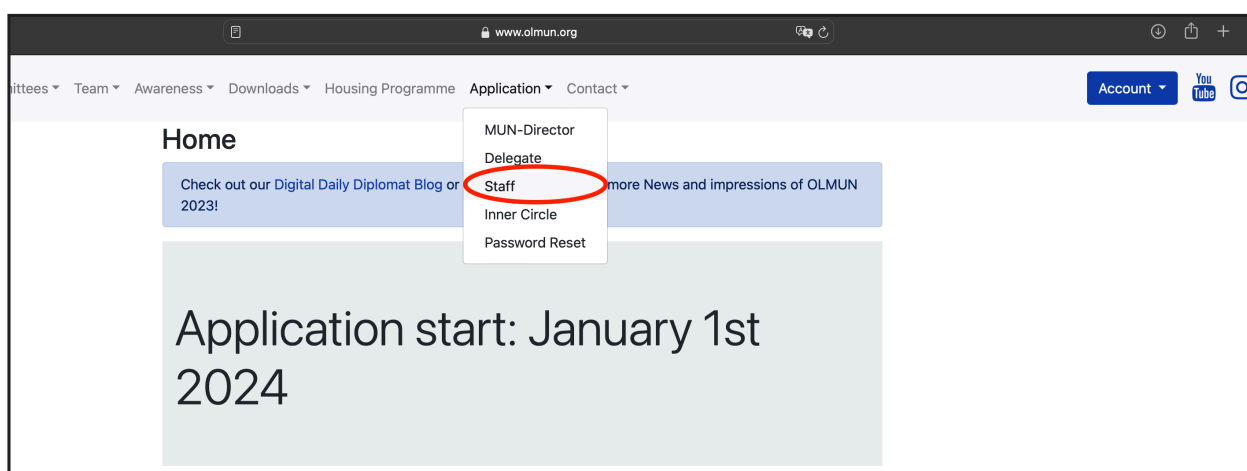 www.olmun.org
ittees Team Awareness Downloads Housing Programme Application Contact Account You Tube
MUN-Director
Delegate
Staff
Inner Circle
Password Reset
Home
Check out our Digital Daily Diplomat Blog or more News and impressions of OLMUN
2023!
Application start: January 1st
2024